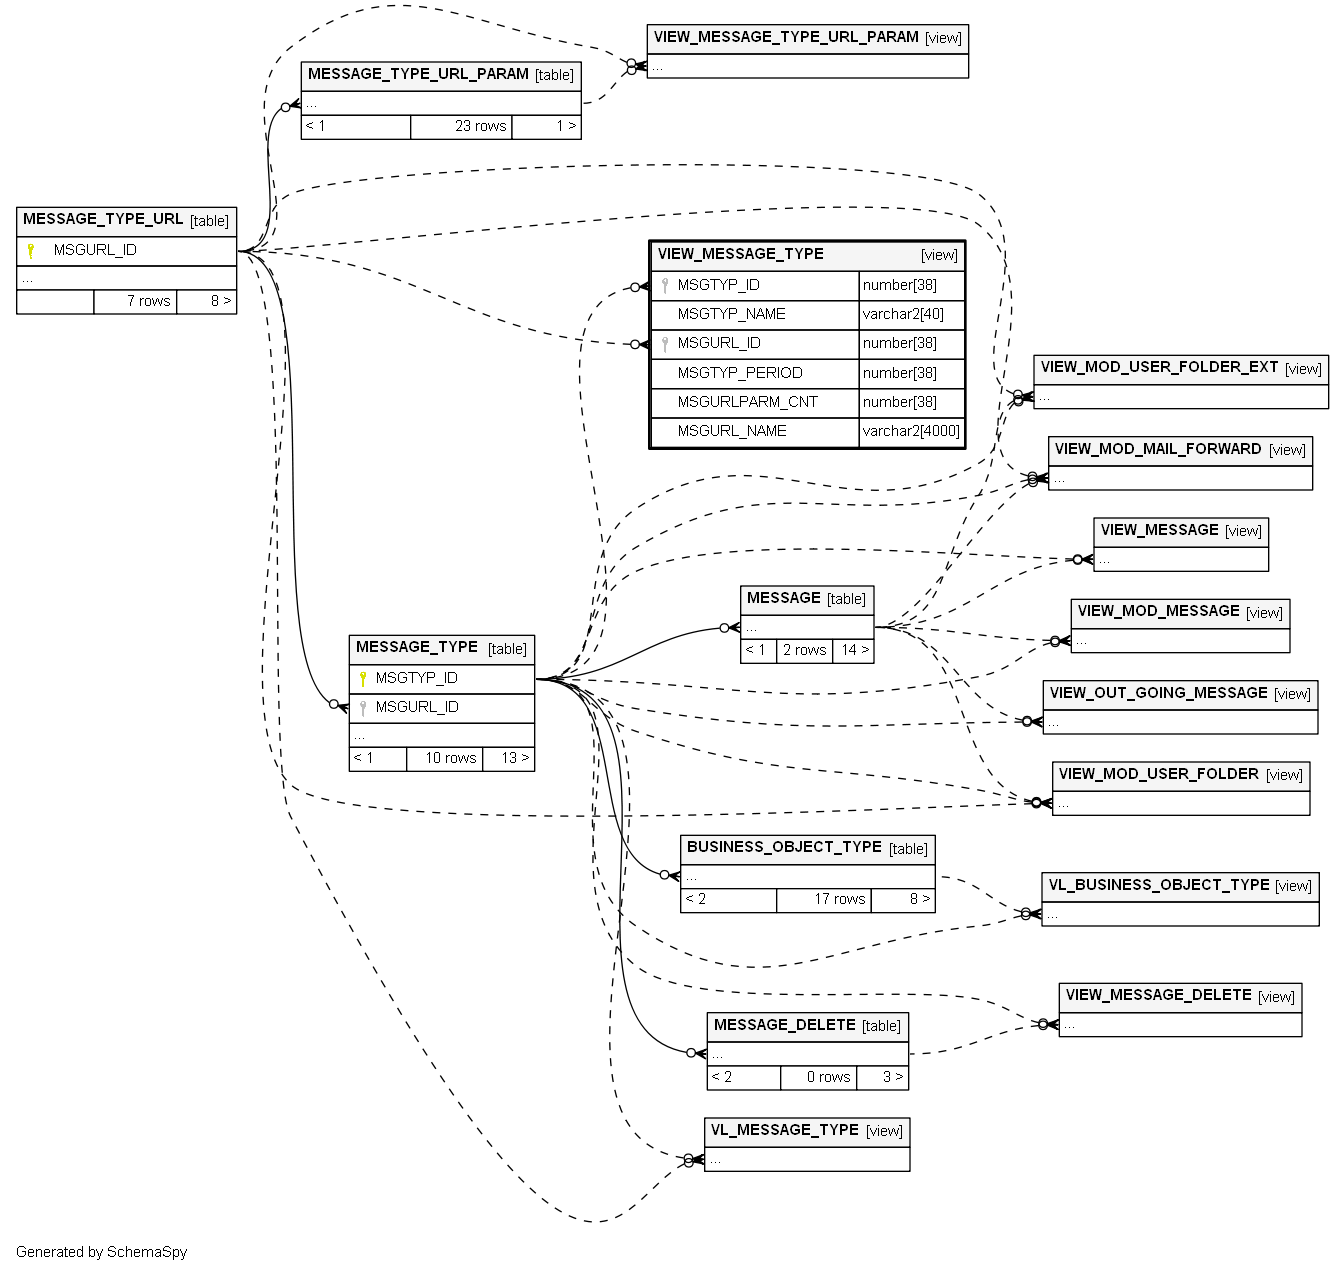 VIEW_MESSAGE_TYPE_URL_PARAM [view]
...
MESSAGE_TYPE_URL_PARAM [table]
...
< 1 23 rows 1 >
MESSAGE_TYPE_URL [table]
MSGURL_ID
...
7 rows 8 >
VIEW_MESSAGE_TYPE [view]
MSGTYP_ID number[38]
MSGTYP_NAME varchar2[40]
MSGURL_ID number[38]
MSGTYP_PERIOD number[38]
MSGURLPARM_CNT number[38]
MSGURL_NAME varchar2[4000]
VIEW_MOD_USER_FOLDER_EXT [view]
...
VIEW_MOD_MAIL_FORWARD [view]
...
VIEW_MESSAGE [view]
...
MESSAGE [table]
...
< 1 2 rows 14 >
VIEW_MOD_MESSAGE [view]
...
MESSAGE_TYPE [table]
MSGTYP_ID
MSGURL_ID
...
< 1 10 rows 13 >
VIEW_OUT_GOING_MESSAGE [view]
...
VIEW_MOD_USER_FOLDER [view]
...
BUSINESS_OBJECT_TYPE [table]
...
< 2 17 rows 8 >
VL_BUSINESS_OBJECT_TYPE [view]
...
VIEW_MESSAGE_DELETE [view]
...
MESSAGE_DELETE [table]
...
< 2 0 rows 3 >
VL_MESSAGE_TYPE [view]
...
Generated by SchemaSpy